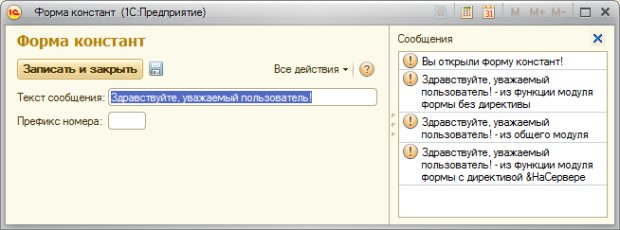 Форма констант (1С:Предприятие)
M M+ M-
Форма констант
Записать и закрыть
Все действия
Текст сообщения: Здравствуйте, уважаемый пользователь!
Префикс номера:
Сообщения
Вы открыли форму констант!
Здравствуйте, уважаемый
пользователь! - из функции модуля
формы без директивы
Здравствуйте, уважаемый
пользователь! - из общего модуля
Здравствуйте, уважаемый
пользователь! - из функции модуля
формы с директивой &НаСервере